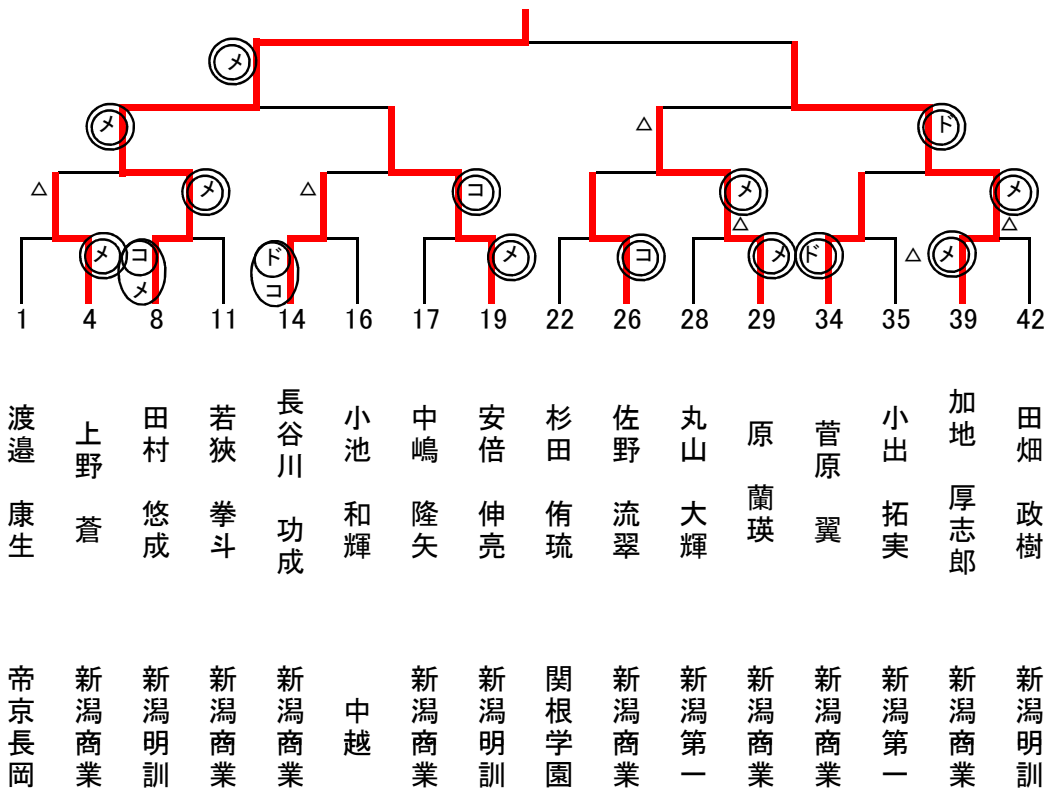 メ
メ ド
△
メ △ コ メ メ
△
△ △
メ コ ド メ コ メ ド △ メ
メ コ
1 4 8 11 14 16 17 19 22 26 28 29 34 35 39 42
渡邉 康生
上野 蒼
田村 悠成
若狹 拳斗
長谷川 功成
小池 和輝
中嶋 隆矢
安倍 伸亮
杉田 侑琉
佐野 流翠
丸山 大輝
原 蘭瑛
菅原 翼
小出 拓実
加地 厚志郎
田畑 政樹
帝京長岡
新潟商業
新潟明訓
新潟商業
新潟商業
中越
新潟商業
新潟明訓
関根学園
新潟商業
新潟第一
新潟商業
新潟商業
新潟第一
新潟商業
新潟明訓